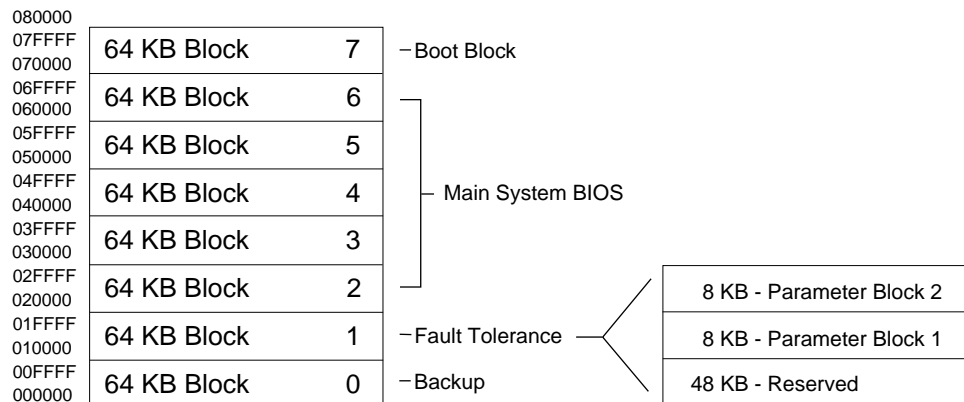 080000
07FFFF
64 KB Block 7
Boot Block
070000
06FFFF
64 KB Block 6
060000
05FFFF
64 KB Block 5
050000
04FFFF
64 KB Block 4
Main System BIOS
040000
03FFFF
64 KB Block 3
030000
02FFFF
64 KB Block 2
8 KB - Parameter Block 2
020000
01FFFF
64 KB Block 1
Fault Tolerance
8 KB - Parameter Block 1
010000
00FFFF
64 KB Block 0
Backup
48 KB - Reserved
000000